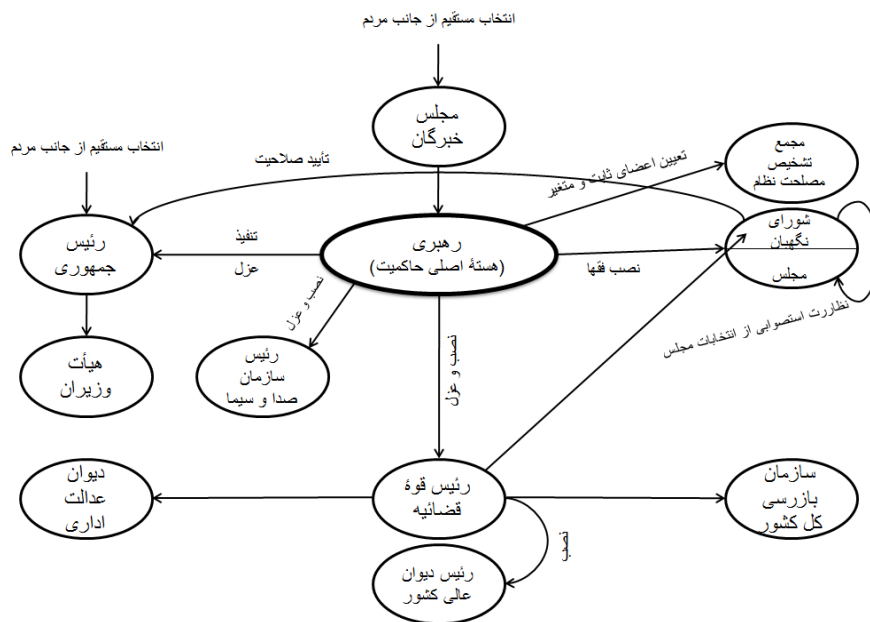 انتخاب مستقیم از جانب مردم
مجلس
خبرگان
انتخاب مستقیم از جانب مردم
تأیید صلاحیت
تعیین اعضای ثابت و متغیر
مجمع
تشخیص
مصلحت نظام
رئیس
جمهوری
تنفیذ
عزل
رهبری
(هستهٔ اصلی حاکمیت)
نصب فقها
شورای
نگهبان
مجلس
نظاررت استصوابی از انتخابات مجلس
هیأت
وزیران
نصب و عزل
رئیس
سازمان
صدا و سیما
نصب و عزل
دیوان
عدالت
اداری
رئیس قوهٔ
قضائیه
سازمان
بازرسی
کل کشور
نصب
رئیس دیوان
عالی کشور